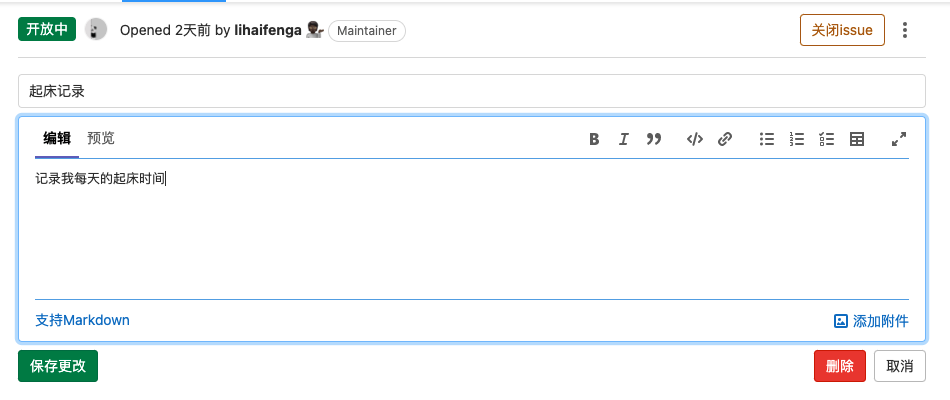 开放中 Opened 2天前 by lihaifenga Maintainer 关闭issue
起床记录
编辑 预览
记录我每天的起床时间
支持Markdown 添加附件
保存更改 删除 取消